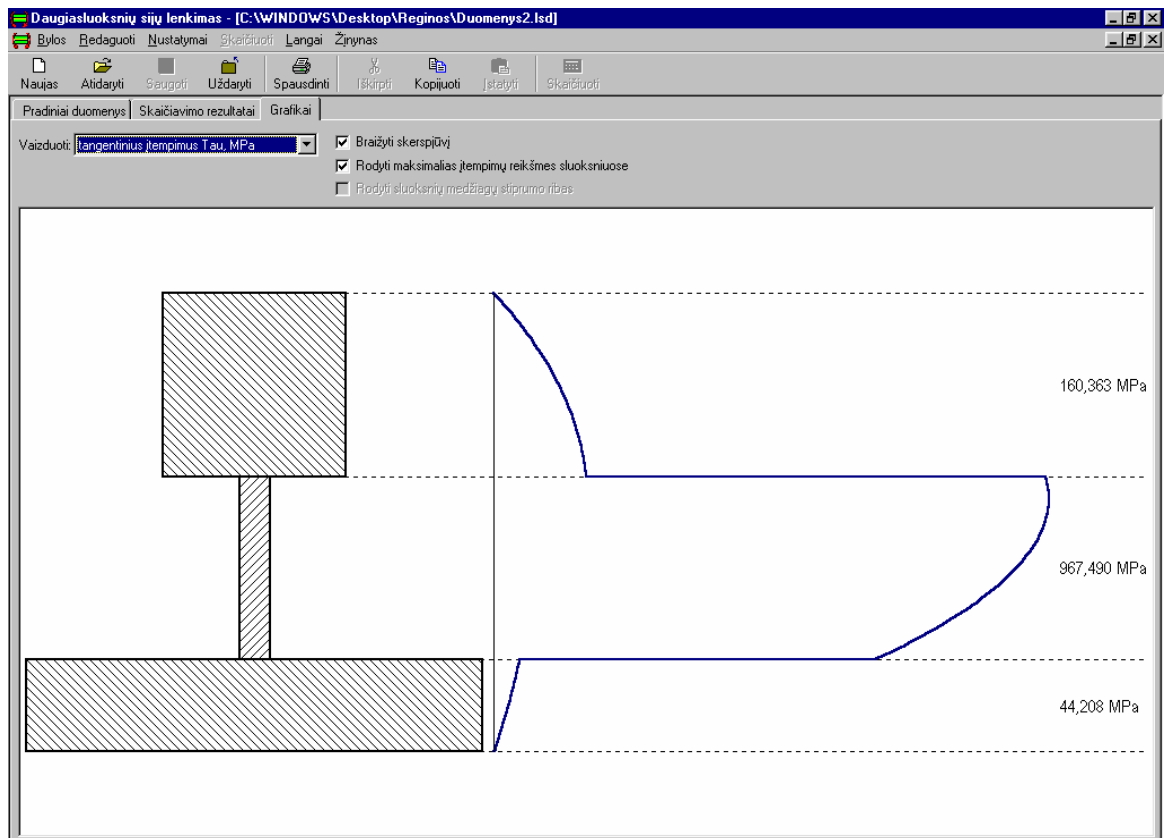 Daugiasluoksnių sijų lenkimas - [C:\WINDOWS\Desktop\Reginos\Duomenys2.lsd]
Bylos Redaguoti Nustatymai Skaičiuoti Langai Žinynas
Naujas Atidaryti Saugoti Uždaryti Spausdinti Iškirpti Kopijuoti Įstatyti Skaičiuoti
Pradiniai duomenys Skaičiavimo rezultatai Grafikai
Vaizduoti: tangentinius įtempimus Tau, MPa Braižyti skerspjūvį
Rodyti maksimalias įtempimų reikšmes sluoksniuose
Rodyti sluoksnių medžiagų stiprumo ribas
160,363 MPa
967,490 MPa
44,208 MPa